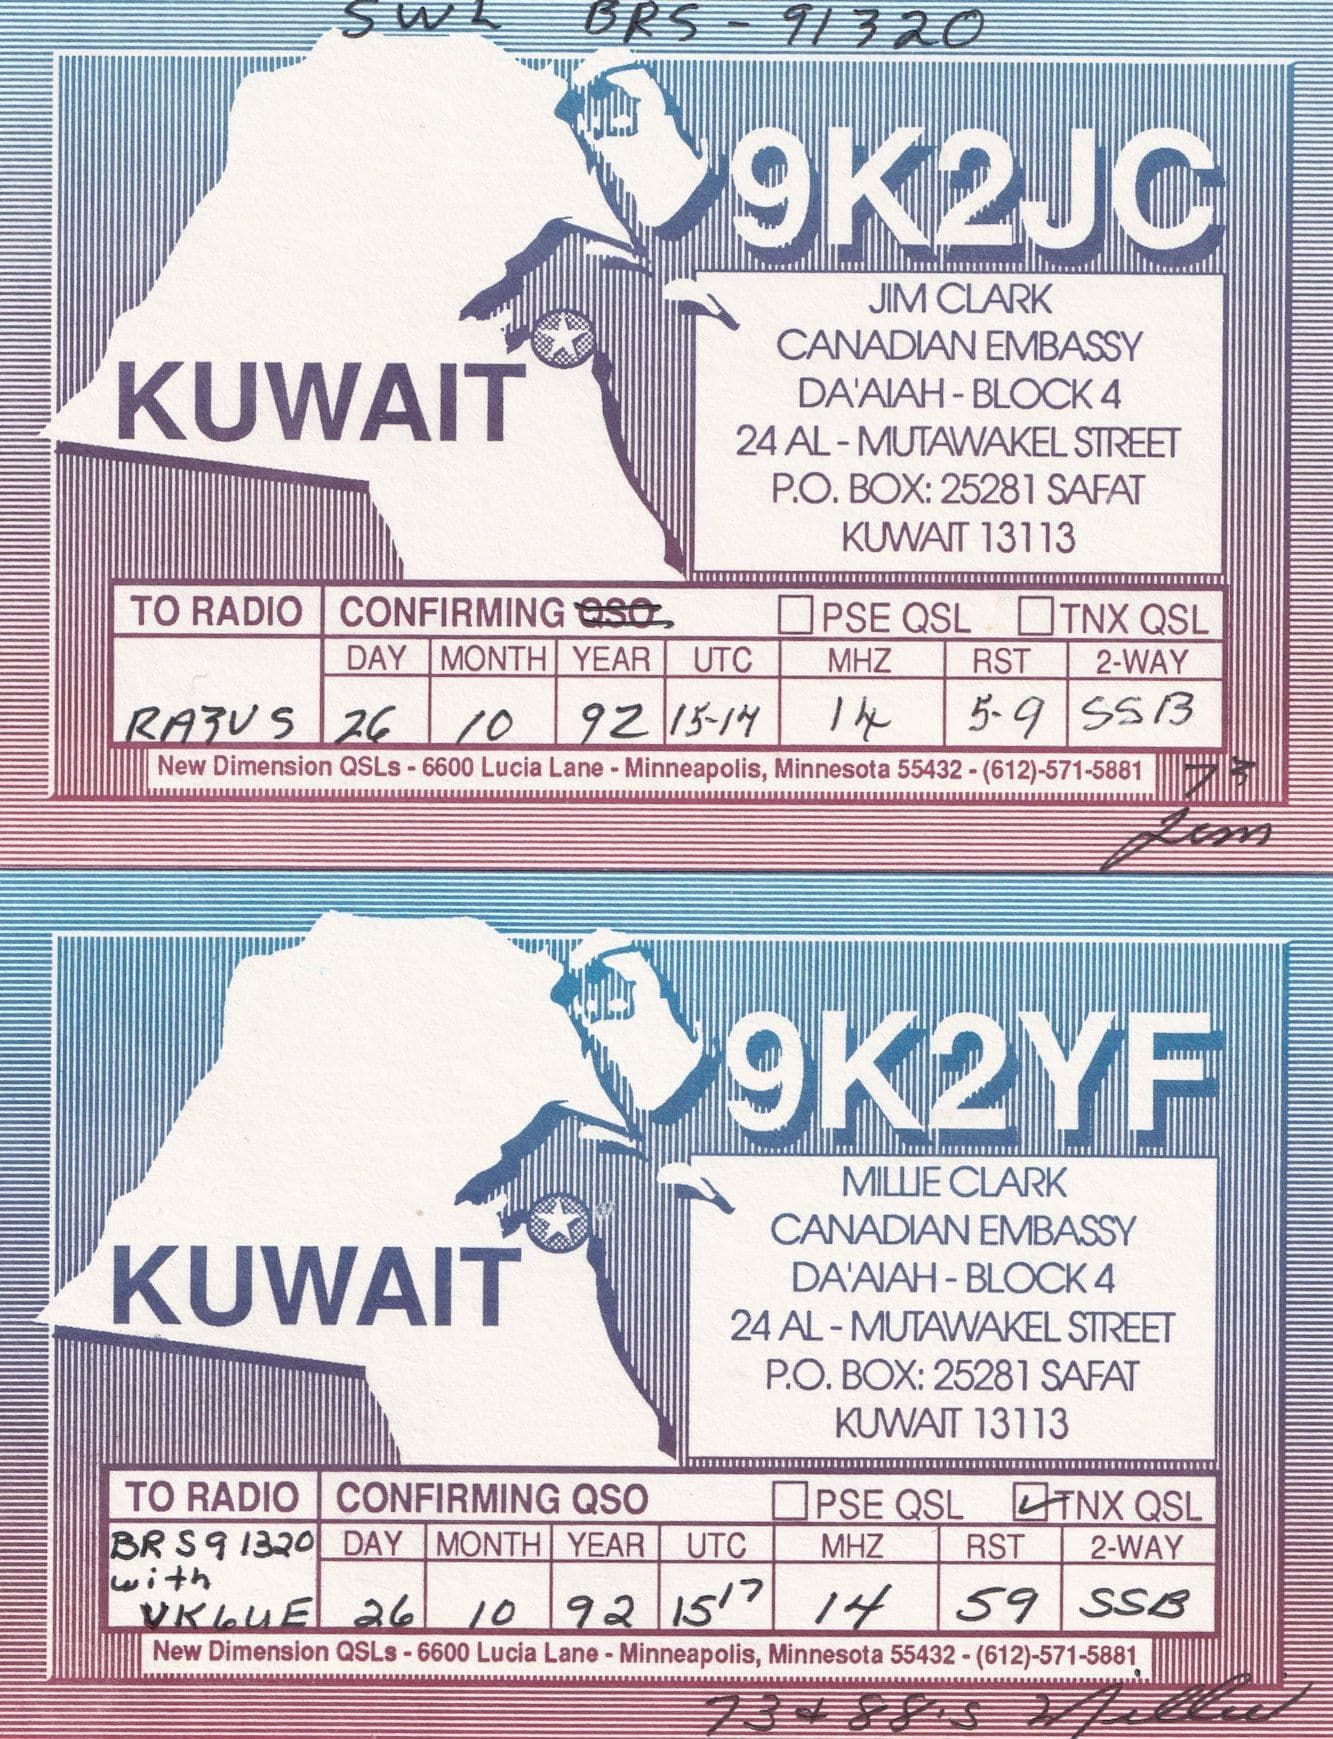 SWL BRS - 91320
9K2JC
JIM CLARK
CANADIAN EMBASSY
DA'AIAH - BLOCK 4
24 AL - MUTAWAKEL STREET
P.O. BOX: 25281 SAFAT
KUWAIT 13113
KUWAIT
TO RADIO CONFIRMING QSO PSE QSL TNX QSL
DAY MONTH YEAR UTC MHZ RST 2-WAY
RA3VS 26 10 92 15-14 14 5-9 SSB
New Dimension QSLs - 6600 Lucia Lane - Minneapolis, Minnesota 55432 - (612)-571-5881
73
Jim
9K2YF
MILLIE CLARK
CANADIAN EMBASSY
DA'AIAH - BLOCK 4
24 AL - MUTAWAKEL STREET
P.O. BOX: 25281 SAFAT
KUWAIT 13113
KUWAIT
TO RADIO CONFIRMING QSO PSE QSL TNX QSL
DAY MONTH YEAR UTC MHZ RST 2-WAY
BRS91320
with
VK6UE 26 10 92 1517 14 59 SSB
New Dimension QSLs - 6600 Lucia Lane - Minneapolis, Minnesota 55432 - (612)-571-5881
73 & 88's Millie